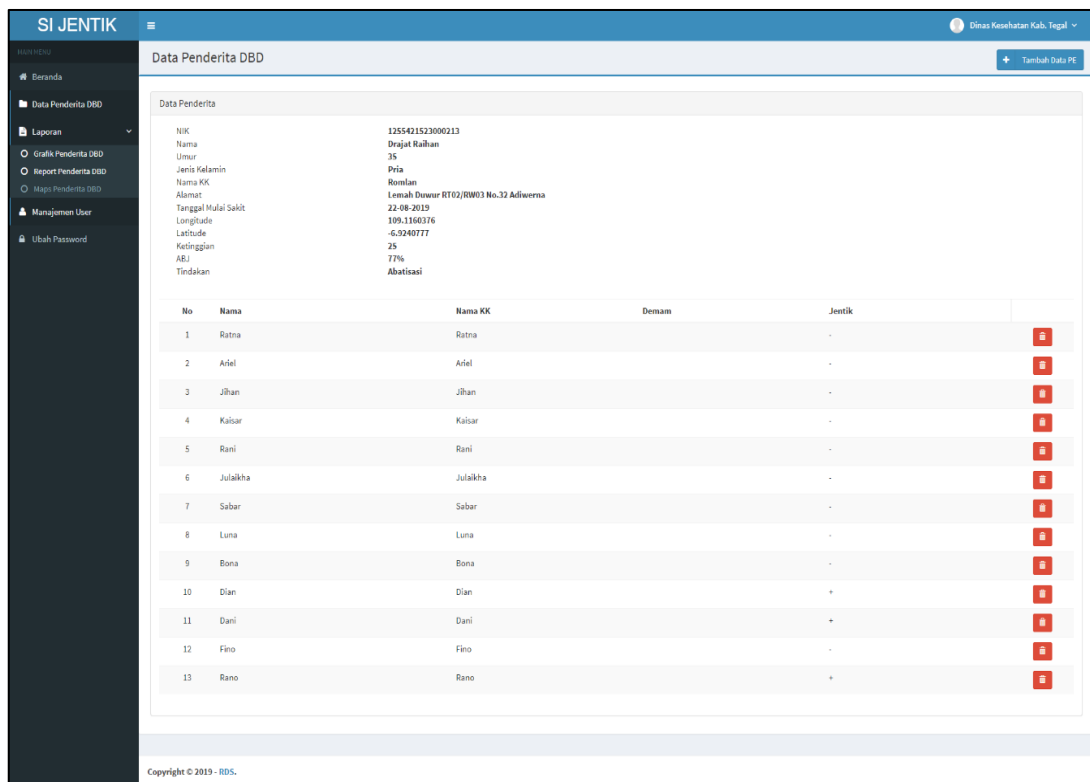 SI JENTIK
Dinas Kesehatan Kab. Tegal
MAIN MENU
Beranda
Data Penderita DBD
Laporan
Grafik Penderita DBD
Report Penderita DBD
Maps Penderita DBD
Manajemen User
Ubah Password
Data Penderita DBD
+ Tambah Data PE
Data Penderita
NIK 1255421523000213
Nama Drajat Raihan
Umur 35
Jenis Kelamin Pria
Nama KK Romlan
Alamat Lemah Duwur RT02/RW03 No.32 Adiwerna
Tanggal Mulai Sakit 22-08-2019
Longitude 109.1160376
Latitude -6.9240777
Ketinggian 25
ABJ 77%
Tindakan Abatisasi
No Nama Nama KK Demam Jentik
1 Ratna Ratna -
2 Ariel Ariel -
3 Jihan Jihan -
4 Kaisar Kaisar -
5 Rani Rani -
6 Julaikha Julaikha -
7 Sabar Sabar -
8 Luna Luna -
9 Bona Bona -
10 Dian Dian +
11 Dani Dani +
12 Fino Fino -
13 Rano Rano +
Copyright © 2019 - RDS.